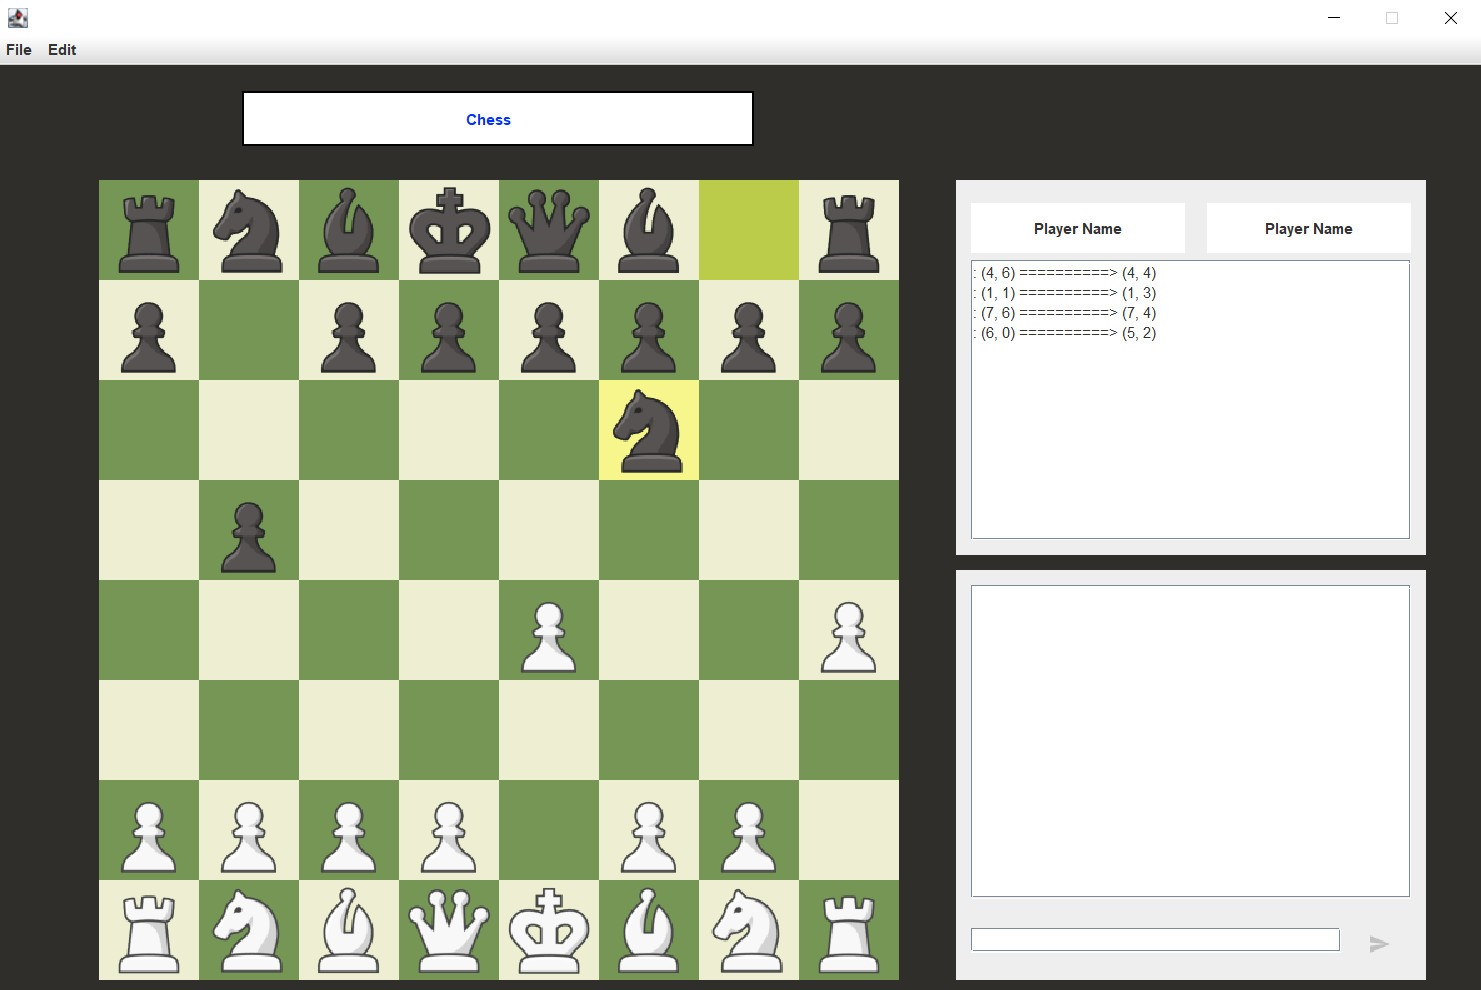 File Edit
Chess
Player Name Player Name
: (4, 6) ==========> (4, 4)
: (1, 1) ==========> (1, 3)
: (7, 6) ==========> (7, 4)
: (6, 0) ==========> (5, 2)